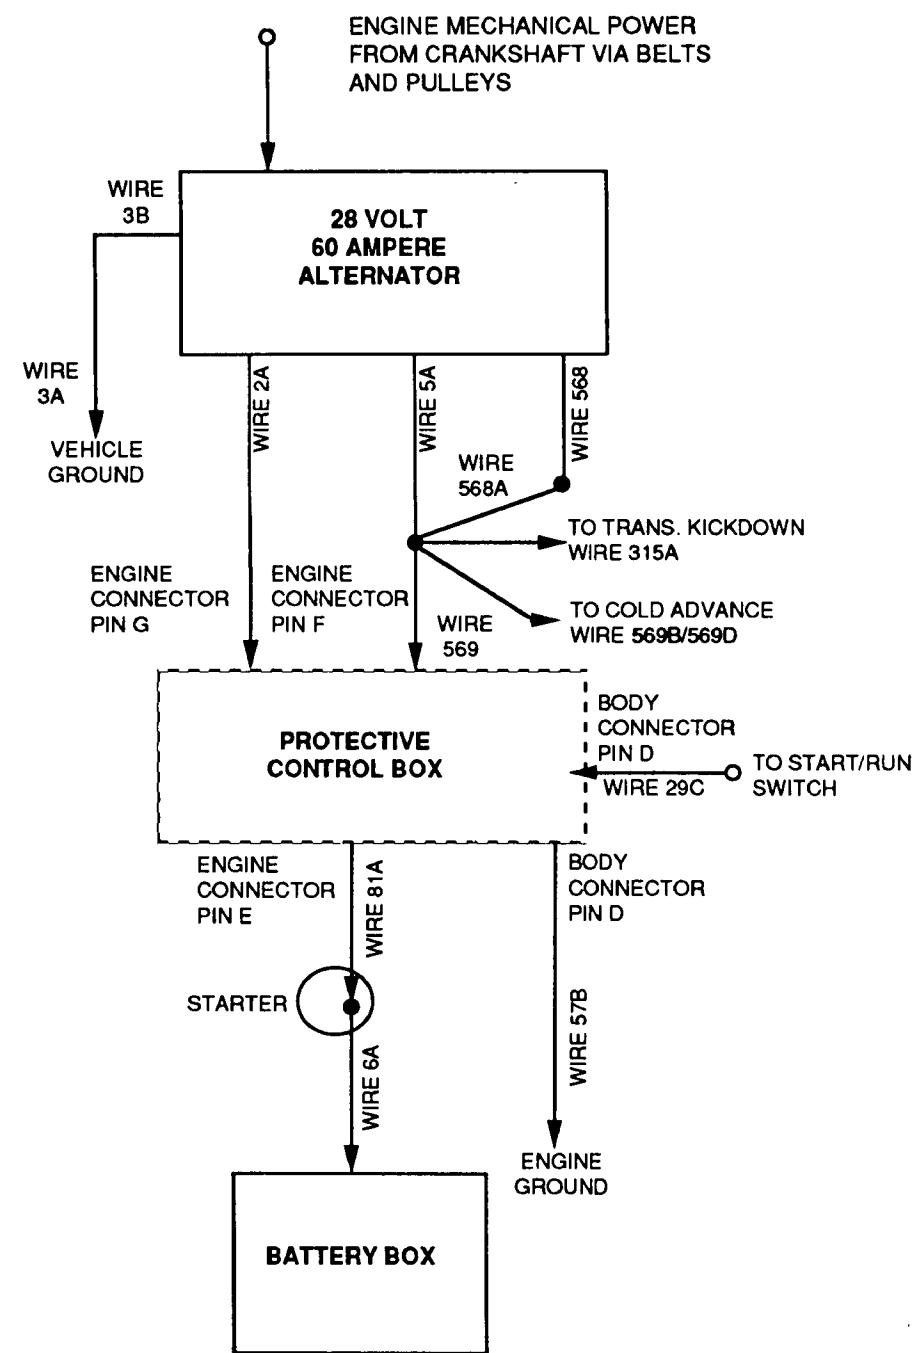 ENGINE MECHANICAL POWER
FROM CRANKSHAFT VIA BELTS
AND PULLEYS
WIRE
3B
28 VOLT
60 AMPERE
ALTERNATOR
WIRE
3A
VEHICLE
GROUND
WIRE 2A
WIRE 5A
WIRE 568
WIRE
568A
TO TRANS. KICKDOWN
WIRE 315A
ENGINE
CONNECTOR
PIN G
ENGINE
CONNECTOR
PIN F
WIRE
569
TO COLD ADVANCE
WIRE 569B/569D
PROTECTIVE
CONTROL BOX
BODY
CONNECTOR
PIN D
WIRE 29C
TO START/RUN
SWITCH
ENGINE
CONNECTOR
PIN E
WIRE 81A
BODY
CONNECTOR
PIN D
STARTER
WIRE 6A
WIRE 57B
ENGINE
GROUND
BATTERY BOX